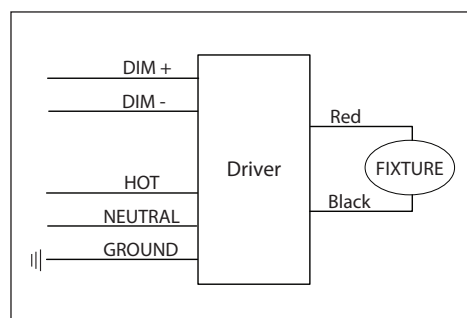 DIM +
DIM -
HOT
NEUTRAL
GROUND
Driver
Red
FIXTURE
Black